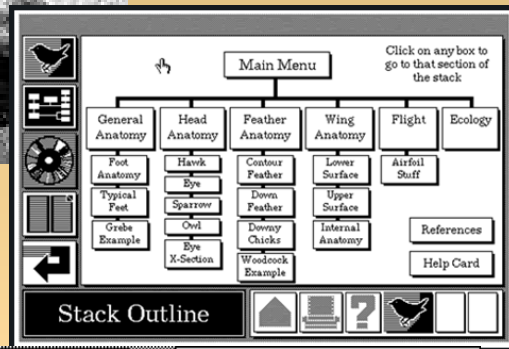 Main Menu
Click on any box to
go to that section of
the stack
General
Anatomy
Head
Anatomy
Feather
Anatomy
Wing
Anatomy
Flight
Ecology
Foot
Anatomy
Typical
Feet
Grebe
Example
Hawk
Eye
Sparrow
Owl
Eye
X-Section
Contour
Feather
Down
Feather
Downy
Chicks
Woodcock
Example
Lower
Surface
Upper
Surface
Internal
Anatomy
Airfoil
Stuff
References
Help Card
Stack Outline
?